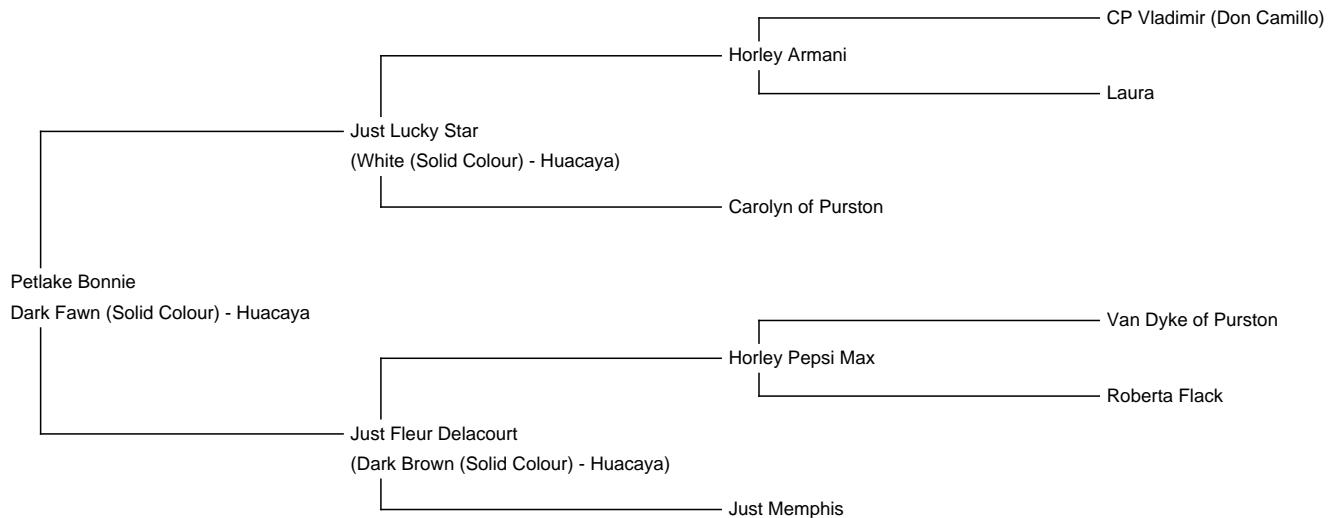 CP Vladimir (Don Camillo)
Horley Armani
Laura
Just Lucky Star
(White (Solid Colour) - Huacaya)
Carolyn of Purston
Petlake Bonnie
Dark Fawn (Solid Colour) - Huacaya
Van Dyke of Purston
Horley Pepsi Max
Roberta Flack
Just Fleur Delacourt
(Dark Brown (Solid Colour) - Huacaya)
Just Memphis